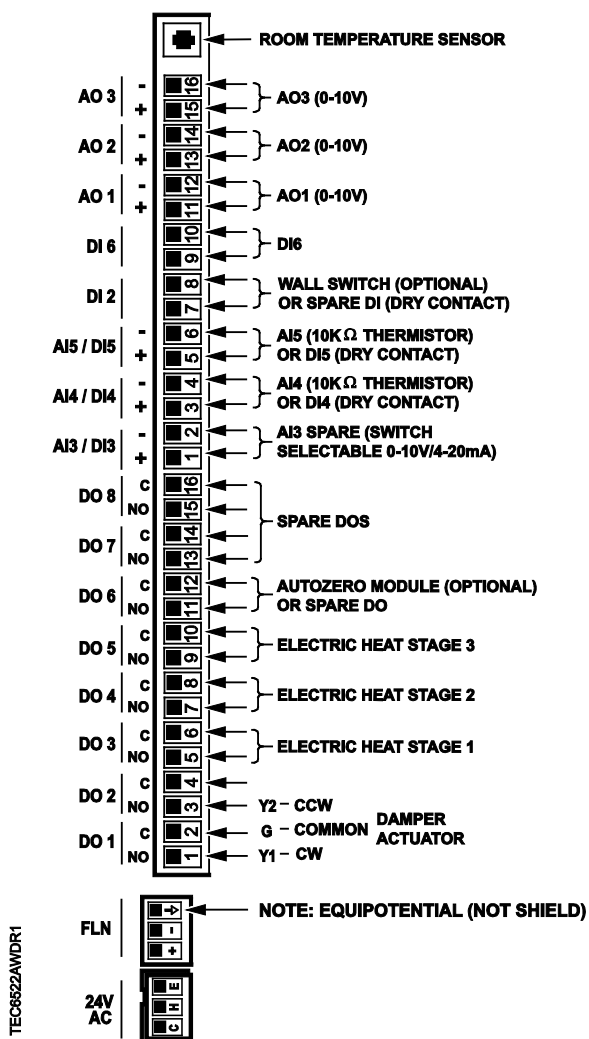 ROOM TEMPERATURE SENSOR
AO 3 - 16
+ 15
AO3 (0-10V)
AO 2 - 14
+ 13
AO2 (0-10V)
AO 1 - 12
+ 11
AO1 (0-10V)
DI 6 10
9
DI6
DI 2 8
7
WALL SWITCH (OPTIONAL)
OR SPARE DI (DRY CONTACT)
AI5 / DI5 - 6
+ 5
AI5 (10KΩ THERMISTOR)
OR DI5 (DRY CONTACT)
AI4 / DI4 - 4
+ 3
AI4 (10KΩ THERMISTOR)
OR DI4 (DRY CONTACT)
AI3 / DI3 - 2
+ 1
AI3 SPARE (SWITCH
SELECTABLE 0-10V/4-20mA)
DO 8 C 16
NO 15
DO 7 C 14
NO 13
SPARE DOS
DO 6 C 12
NO 11
AUTOZERO MODULE (OPTIONAL)
OR SPARE DO
DO 5 C 10
NO 9
ELECTRIC HEAT STAGE 3
DO 4 C 8
NO 7
ELECTRIC HEAT STAGE 2
DO 3 C 6
NO 5
ELECTRIC HEAT STAGE 1
DO 2 C 4
NO 3 Y2 - CCW
DO 1 C 2 G - COMMON
NO 1 Y1 - CW
DAMPER
ACTUATOR
FLN
-
+
NOTE: EQUIPOTENTIAL (NOT SHIELD)
24V
AC
E
H
C
TEC6522AWDR1